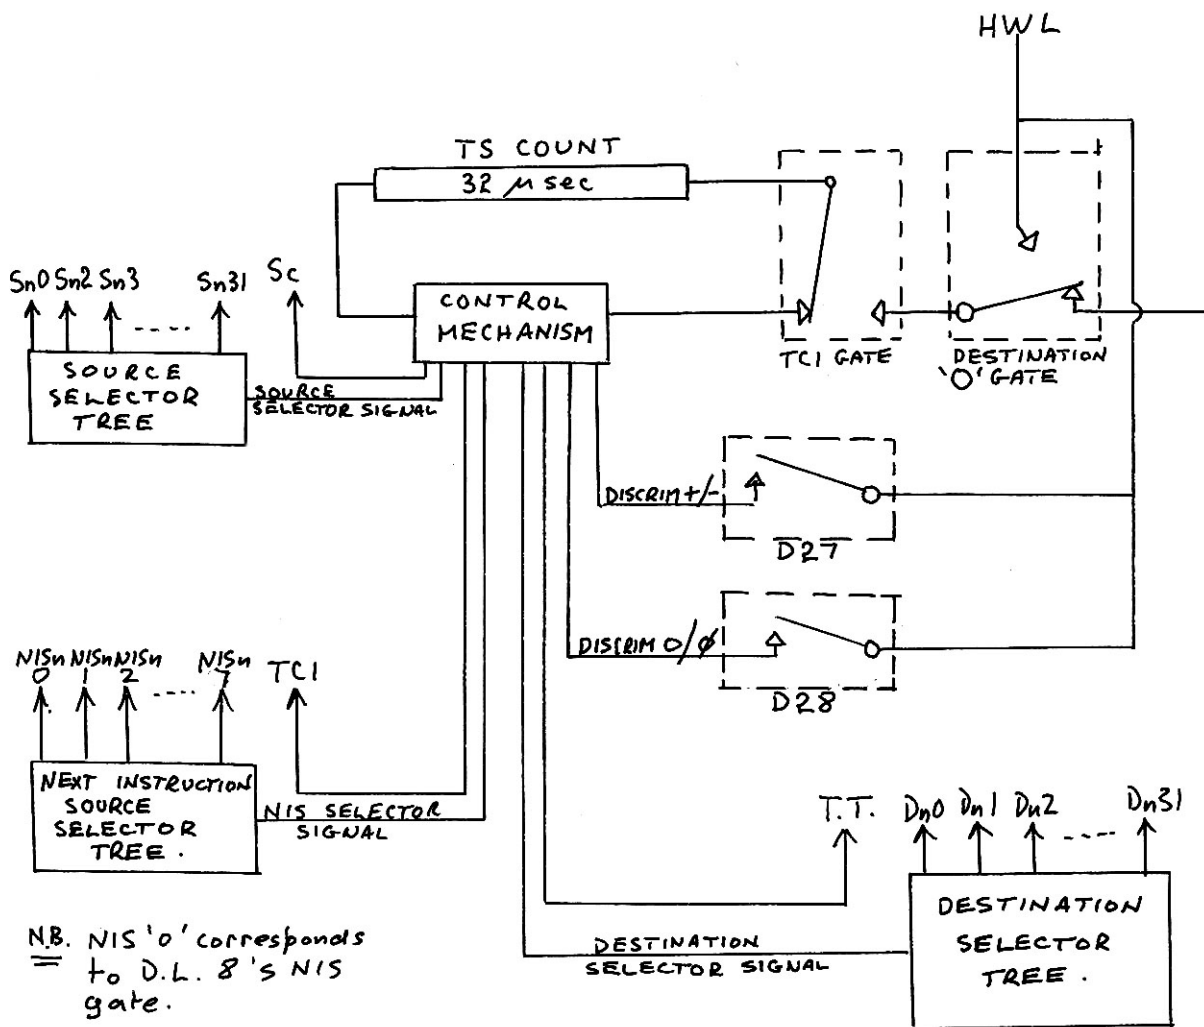 HWL
TS COUNT
32 μsec
Sn0 Sn2 Sn3 ---- Sn31
Sc
CONTROL
MECHANISM
TCI GATE
DESTINATION
'O' GATE
SOURCE
SELECTOR
TREE
SOURCE
SELECTOR SIGNAL
DISCRIM +/-
D27
DISCRIM 0/∅
D28
NISn NISn NISn ---- NISn
0 1 2 7
TCI
NEXT INSTRUCTION
SOURCE
SELECTOR
TREE.
NIS SELECTOR
SIGNAL
T.T.
Dn0 Dn1 Dn2 ---- Dn31
DESTINATION
SELECTOR
TREE.
DESTINATION
SELECTOR SIGNAL
N.B. NIS 'O' corresponds
to D.L. 8's NIS
gate.